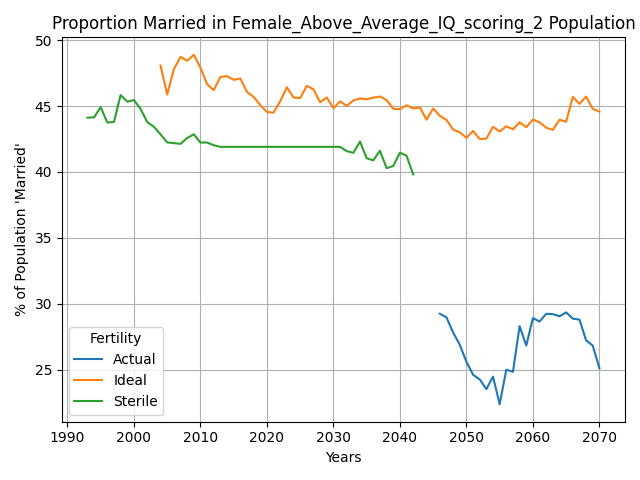 Proportion Married in Female_Above_Average_IQ_scoring_2 Population
% of Population 'Married'
50
45
40
35
30
25
Fertility
Actual
Ideal
Sterile
1990 2000 2010 2020 2030 2040 2050 2060 2070
Years